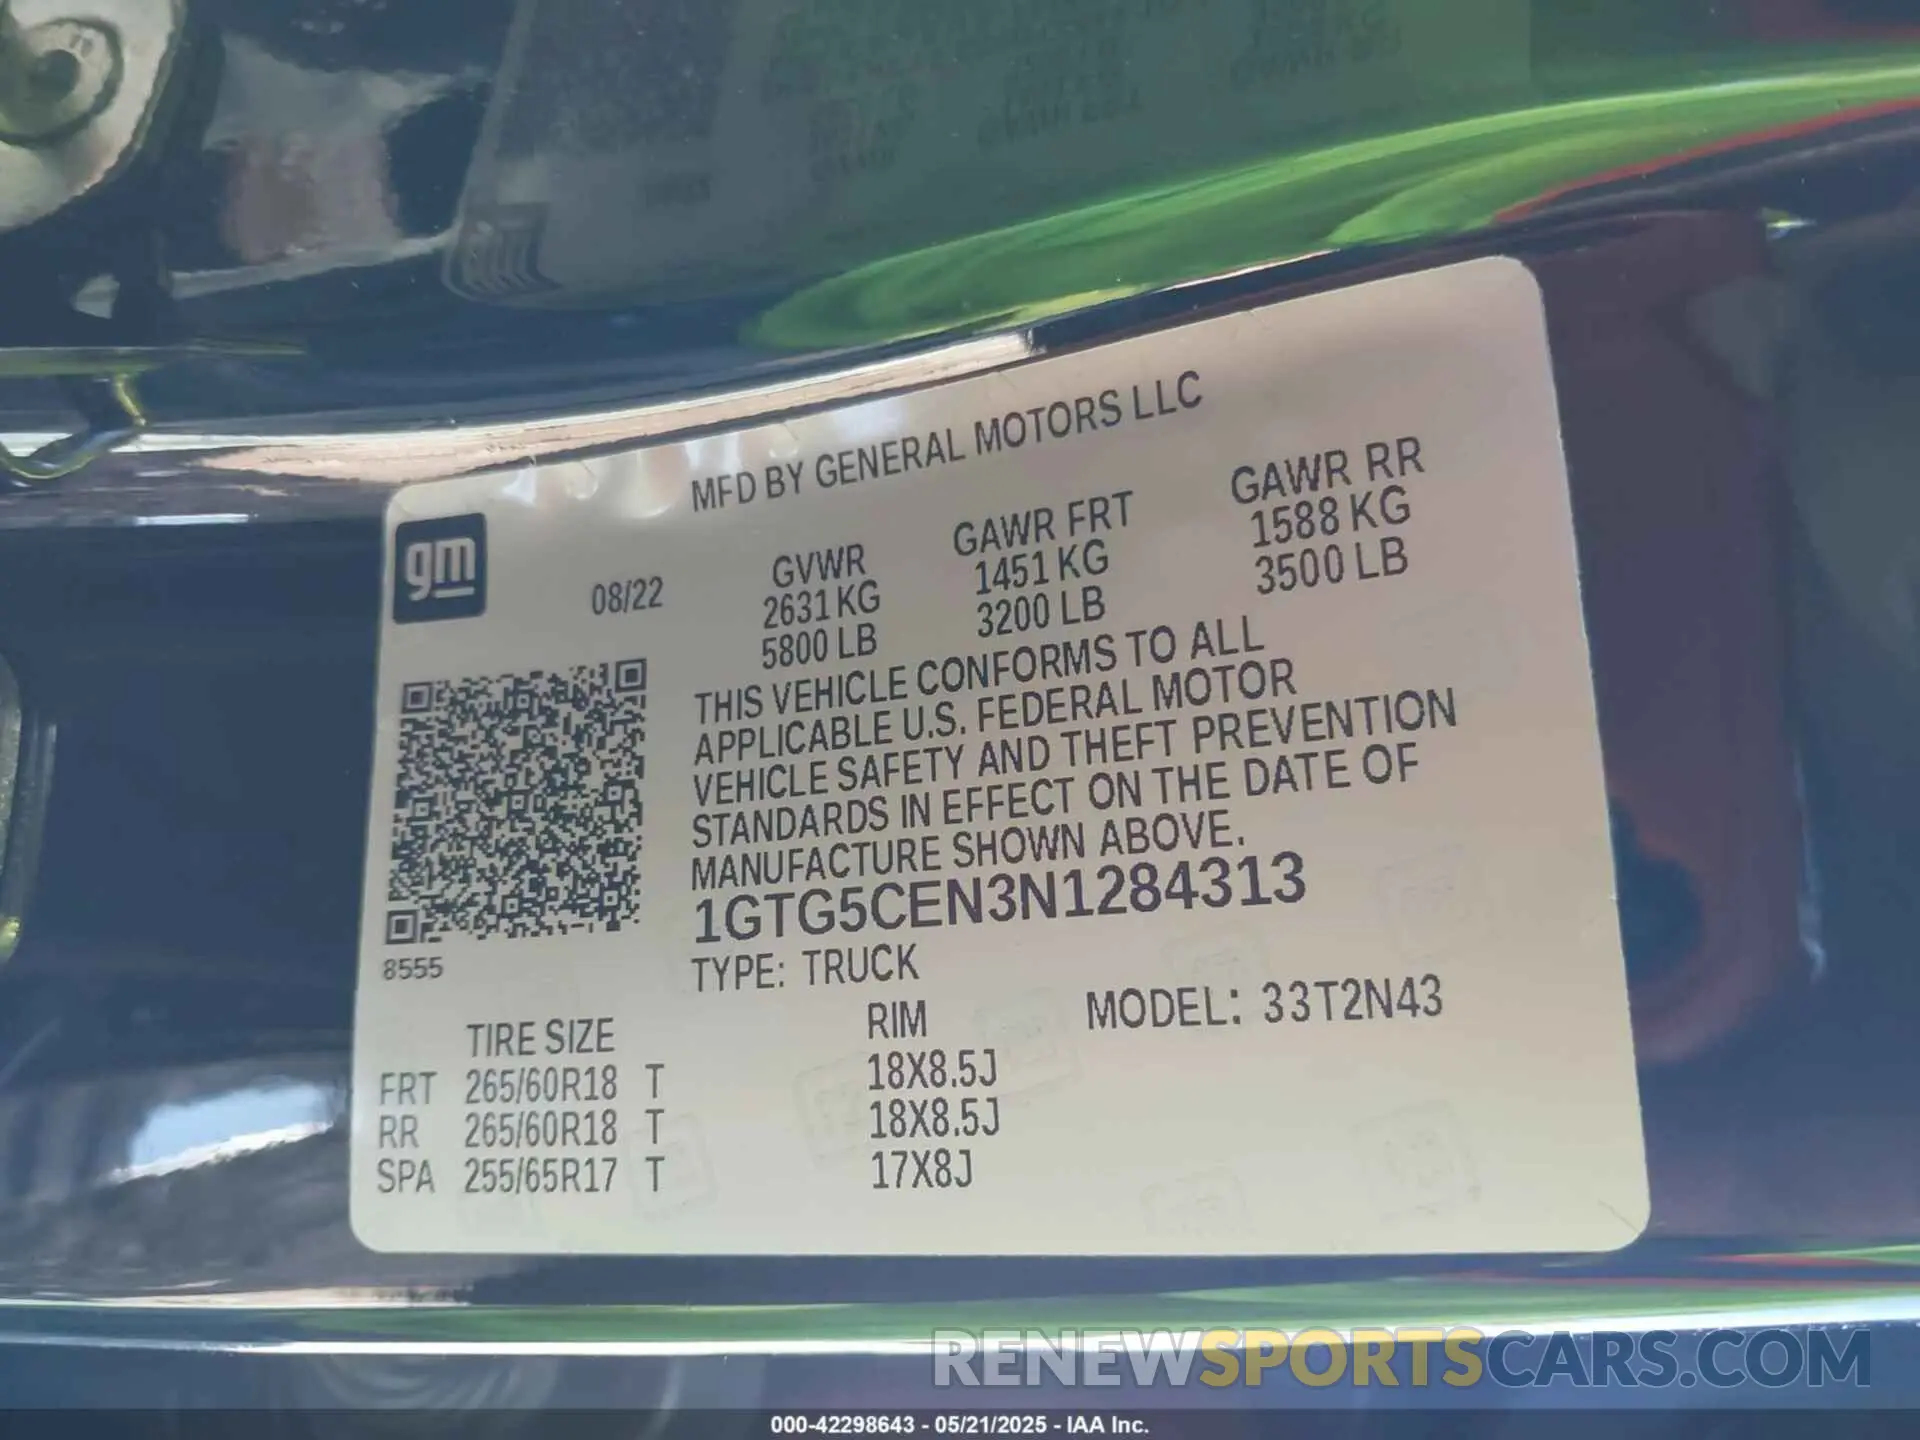 MFD BY GENERAL MOTORS LLC
gm
08/22
GVWR
2631 KG
5800 LB
GAWR FRT
1451 KG
3200 LB
GAWR RR
1588 KG
3500 LB
THIS VEHICLE CONFORMS TO ALL
APPLICABLE U.S. FEDERAL MOTOR
VEHICLE SAFETY AND THEFT PREVENTION
STANDARDS IN EFFECT ON THE DATE OF
MANUFACTURE SHOWN ABOVE.
1GTG5CEN3N1284313
8555
TYPE: TRUCK
MODEL: 33T2N43
TIRE SIZE RIM
FRT 265/60R18 T 18X8.5J
RR 265/60R18 T 18X8.5J
SPA 255/65R17 T 17X8J
RENEWSPORTSCARS.COM
000-42298643 - 05/21/2025 - IAA Inc.